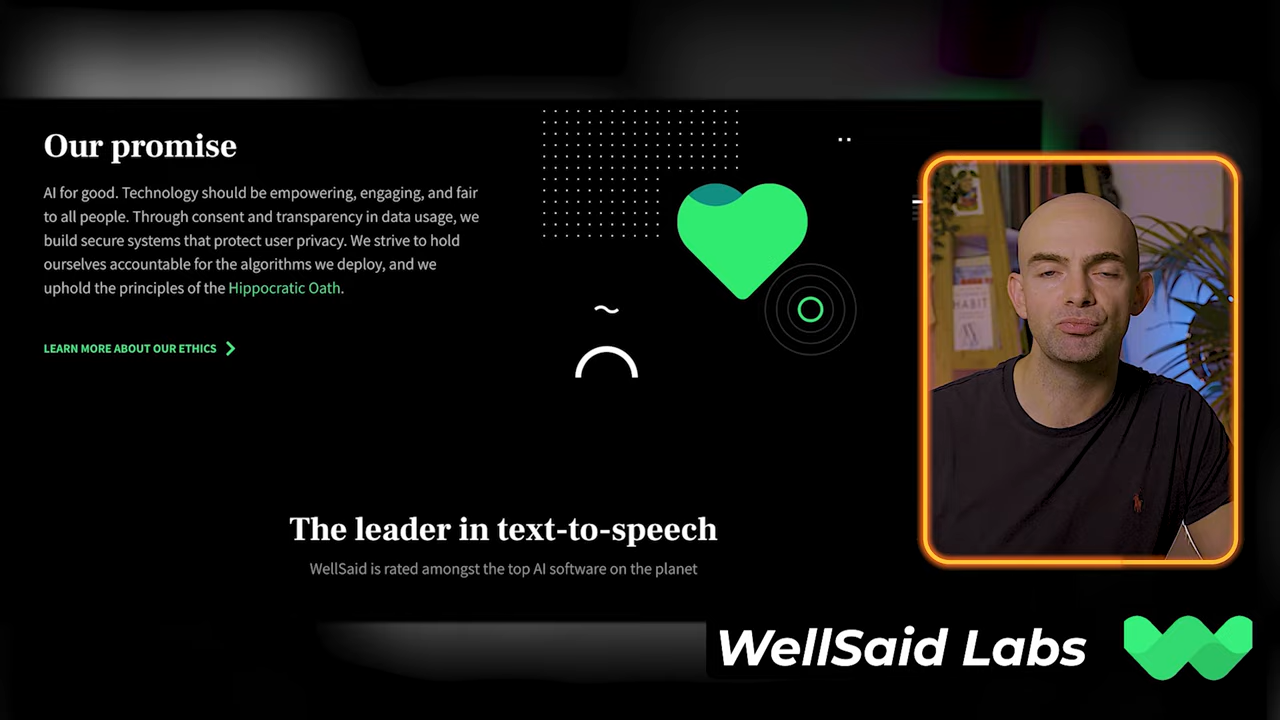 Our promise
AI for good. Technology should be empowering, engaging, and fair
to all people. Through consent and transparency in data usage, we
build secure systems that protect user privacy. We strive to hold
ourselves accountable for the algorithms we deploy, and we
uphold the principles of the Hippocratic Oath.
LEARN MORE ABOUT OUR ETHICS
HABIT
The leader in text-to-speech
WellSaid is rated amongst the top AI software on the planet
WellSaid Labs